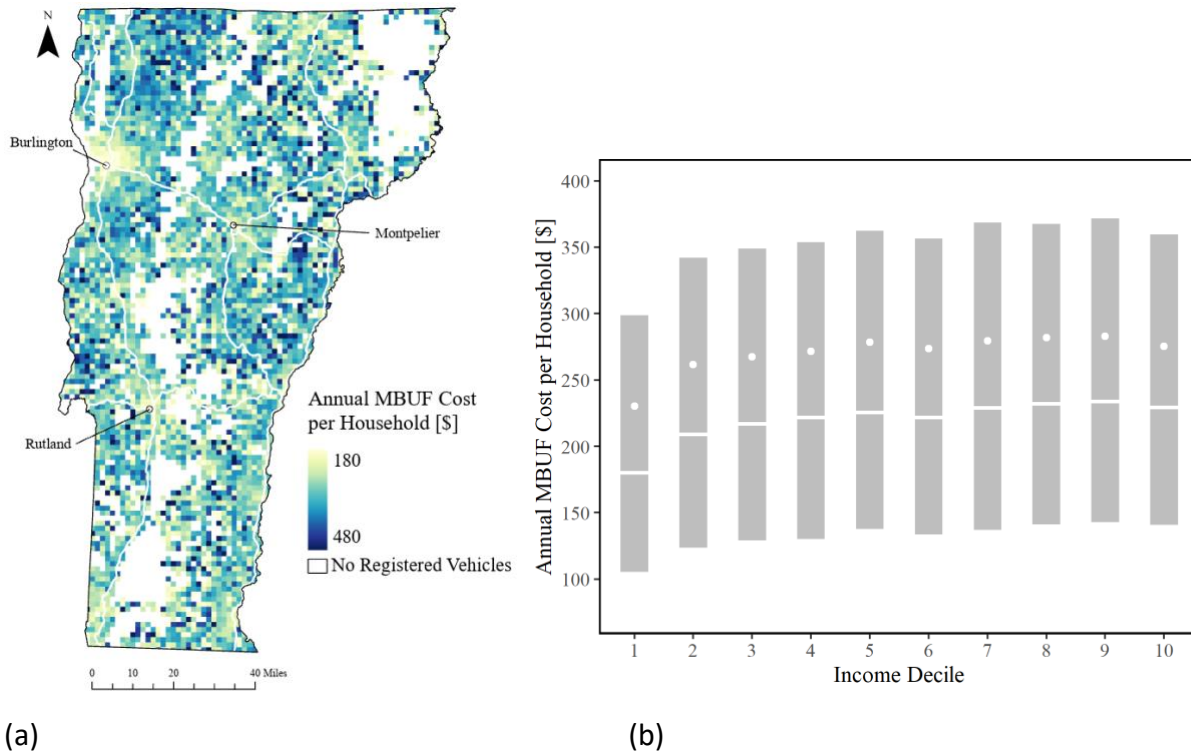 N
Burlington
Montpelier
Rutland
Annual MBUF Cost
per Household [$]
180
480
No Registered Vehicles
0 10 20 40 Miles
(a)
Annual MBUF Cost per Household [$]
400
350
300
250
200
150
100
1 2 3 4 5 6 7 8 9 10
Income Decile
(b)